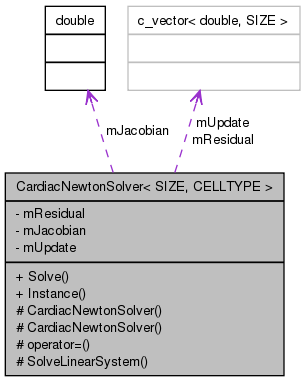 double
c_vector< double, SIZE >
mJacobian
mUpdate
mResidual
CardiacNewtonSolver< SIZE, CELLTYPE >
- mResidual
- mJacobian
- mUpdate
+ Solve()
+ Instance()
# CardiacNewtonSolver()
# CardiacNewtonSolver()
# operator=()
# SolveLinearSystem()